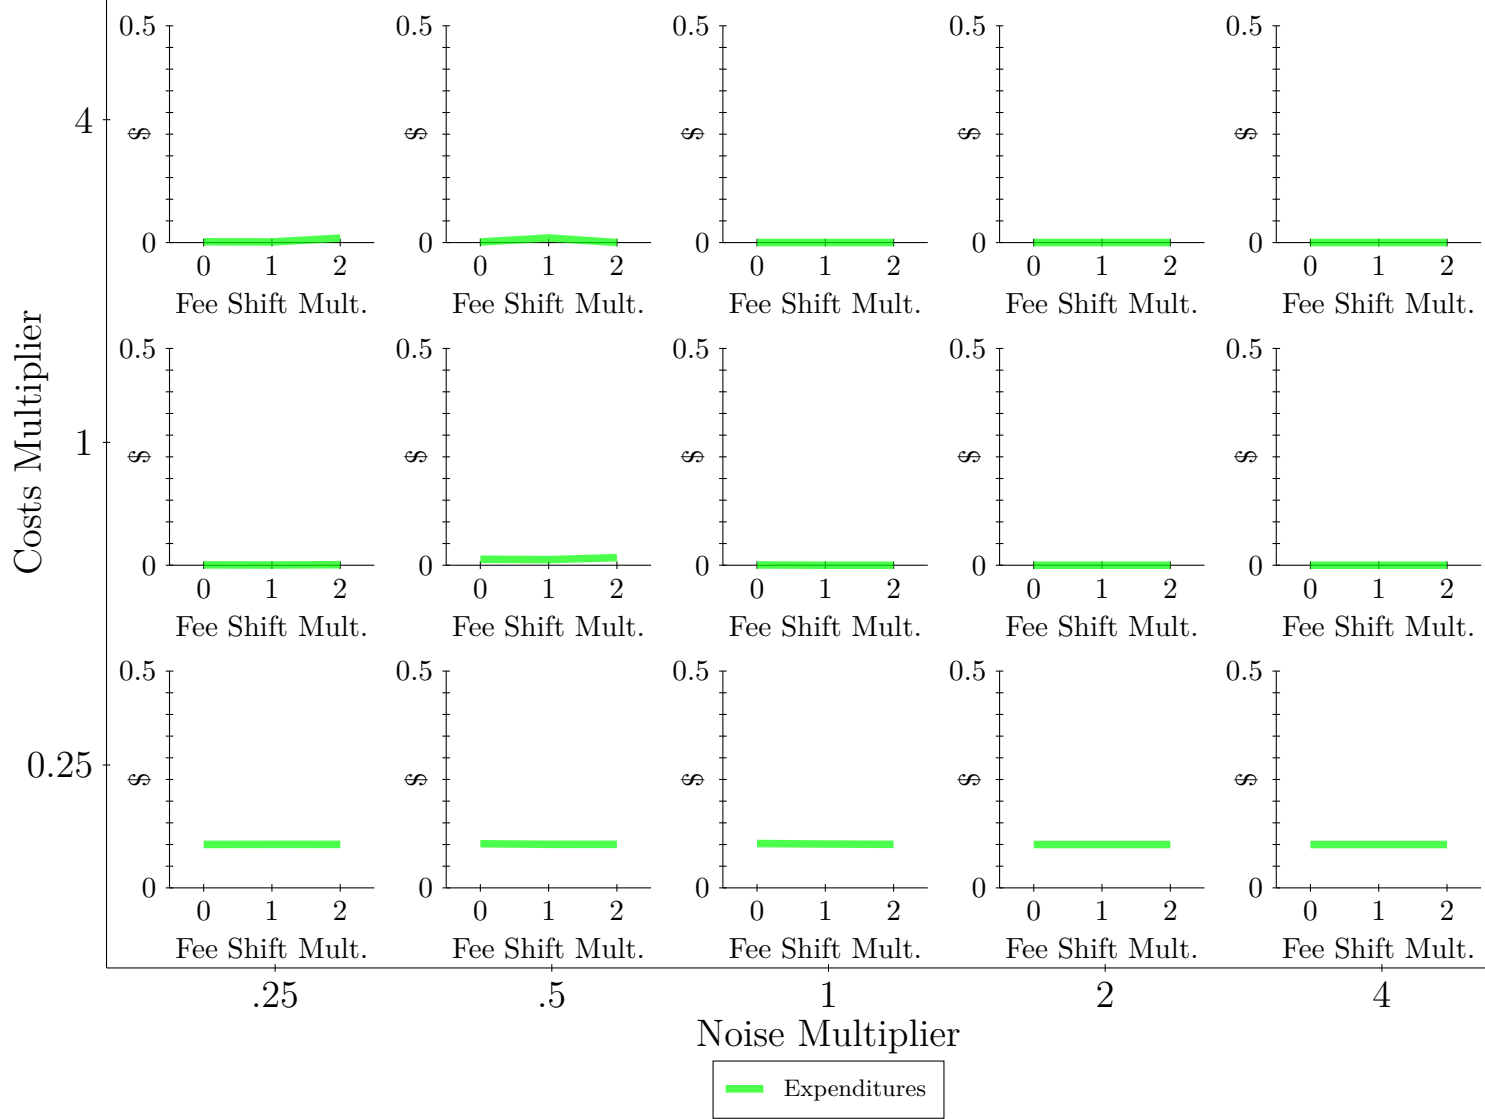 0.5 0.5 0.5 0.5 0.5
4 $ $ $ $ $
0 0 0 0 0
0 1 2 0 1 2 0 1 2 0 1 2 0 1 2
Fee Shift Mult. Fee Shift Mult. Fee Shift Mult. Fee Shift Mult. Fee Shift Mult.
Costs Multiplier
0.5 0.5 0.5 0.5 0.5
1 $ $ $ $ $
0 0 0 0 0
0 1 2 0 1 2 0 1 2 0 1 2 0 1 2
Fee Shift Mult. Fee Shift Mult. Fee Shift Mult. Fee Shift Mult. Fee Shift Mult.
0.5 0.5 0.5 0.5 0.5
0.25 $ $ $ $ $
0 0 0 0 0
0 1 2 0 1 2 0 1 2 0 1 2 0 1 2
Fee Shift Mult. Fee Shift Mult. Fee Shift Mult. Fee Shift Mult. Fee Shift Mult.
.25 .5 1 2 4
Noise Multiplier
Expenditures